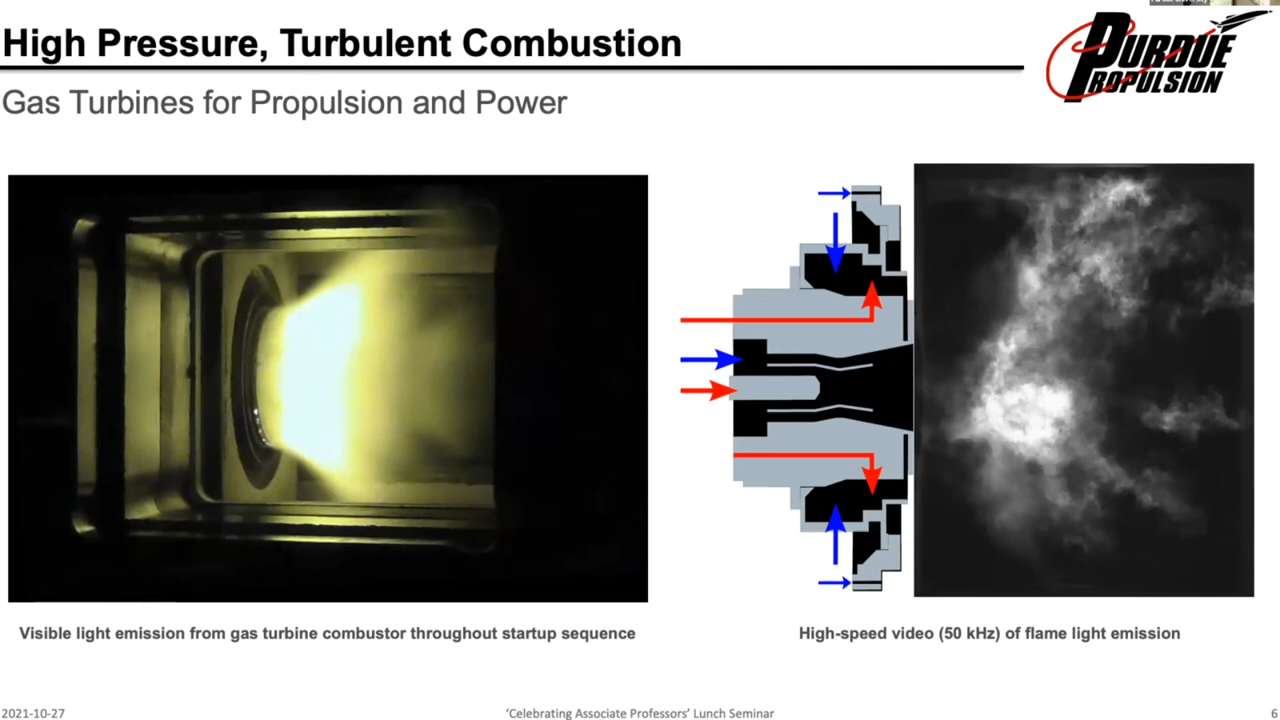 High Pressure, Turbulent Combustion
PURDUE
PROPULSION
Gas Turbines for Propulsion and Power
Visible light emission from gas turbine combustor throughout startup sequence
High-speed video (50 kHz) of flame light emission
2021-10-27
‘Celebrating Associate Professors’ Lunch Seminar
6